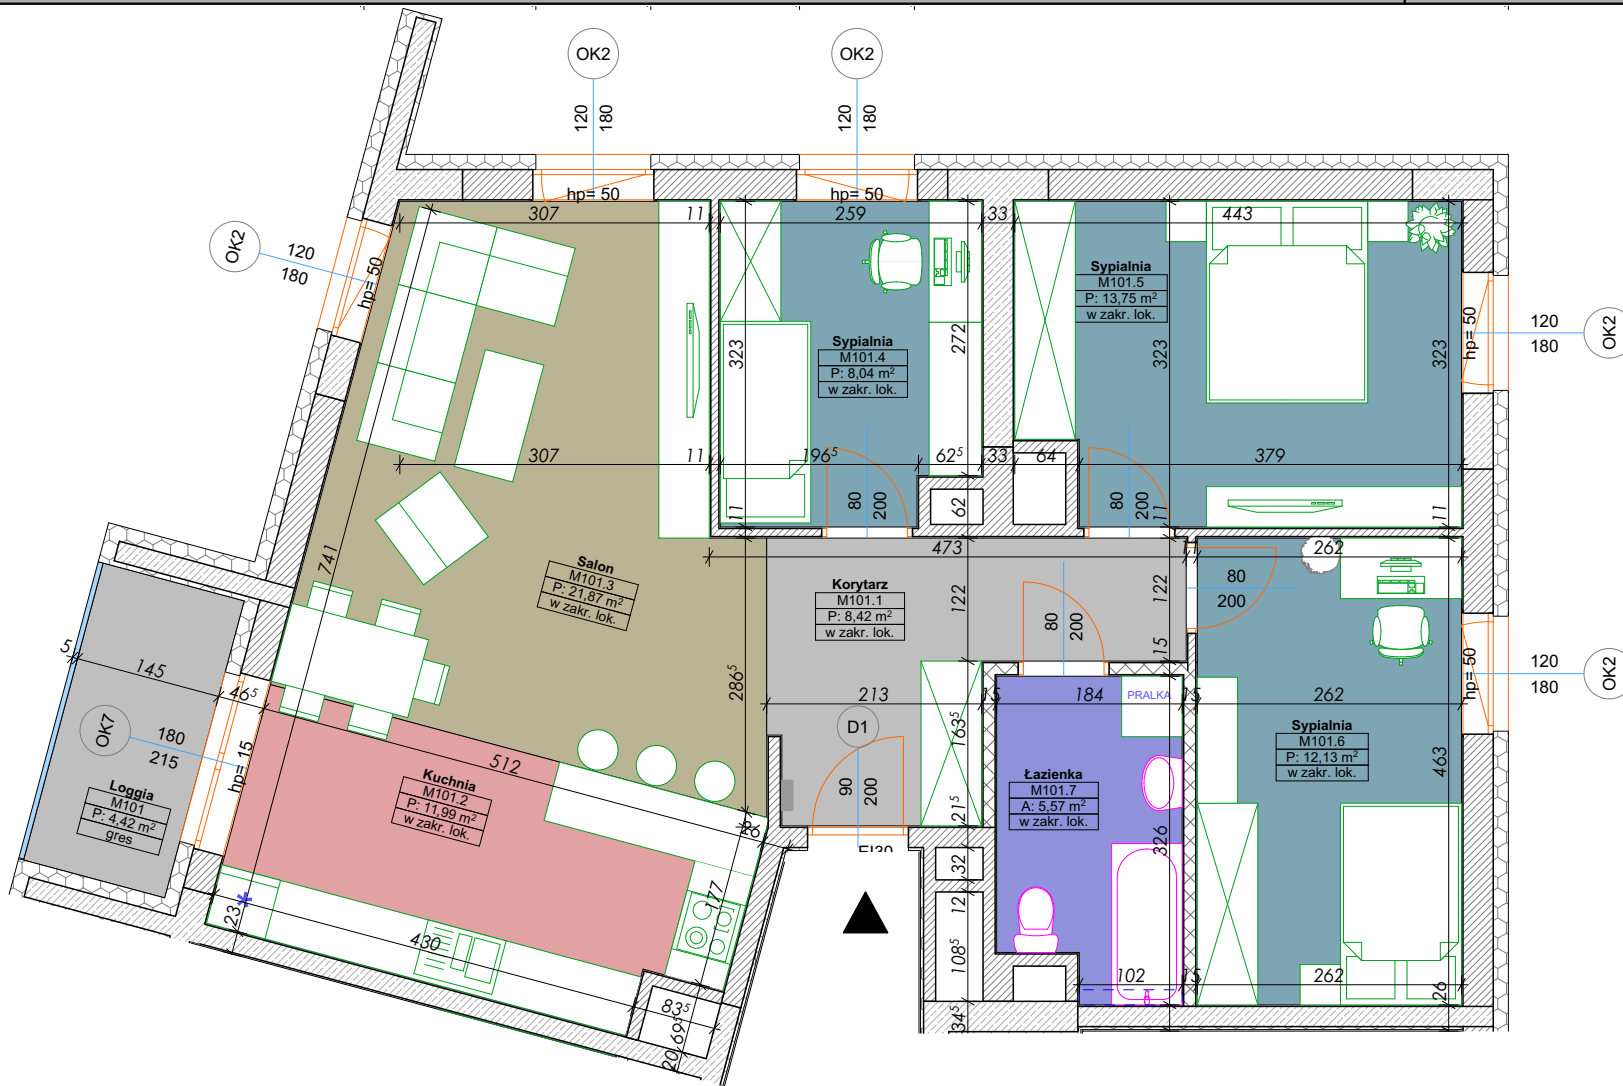 OK2
120
180
OK2
120
180
hp= 50
hp= 50
307
11
259
33
443
OK2
120
180
hp= 50
Sypialnia
M101.5
P: 13,75 m²
w zakr. lok.
323
272
Sypialnia
M101.4
P: 8,04 m²
w zakr. lok.
323
323
hp= 50
120
180
OK2
307
11
196⁵
62⁵
33
64
379
11
80
200
62
80
200
11
11
741
473
11
262
Salon
M101.3
P: 21,87 m²
w zakr. lok.
Korytarz
M101.1
P: 8,42 m²
w zakr. lok.
122
122
80
200
80
200
15
5
145
46⁵
286⁵
213
15
184
PRALKA
15
262
hp= 50
120
180
OK2
OK7
180
215
hp= 15
D1
163⁵
Sypialnia
M101.6
P: 12,13 m²
w zakr. lok.
463
512
Kuchnia
M101.2
P: 11,99 m²
w zakr. lok.
Loggia
M101
P: 4,42 m²
gres
90
200
Łazienka
M101.7
A: 5,57 m²
w zakr. lok.
21⁵
26
326
EI30
32
177
12
23
430
108⁵
102
15
262
26
83⁵
69⁵
20
34⁵